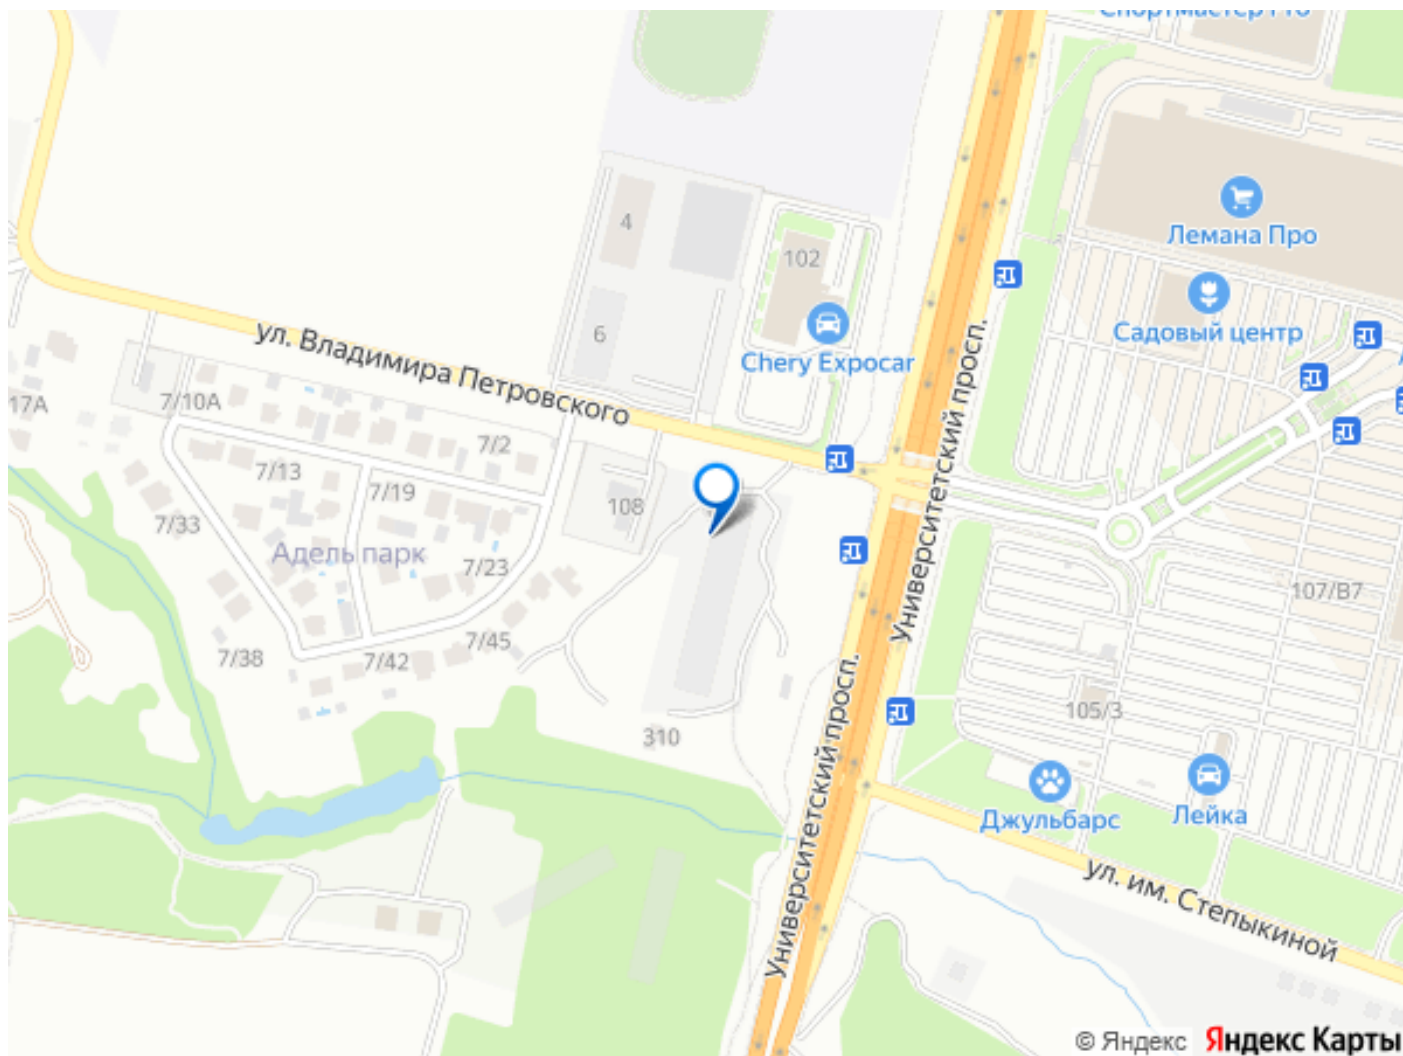 Спортмастер Pro
4
102
Лемана Про
Садовый центр
6
Chery Expocar
ул. Владимира Петровского
Университетский просп.
17А
7/10А
7/2
7/13
7/19
108
7/33
Адель парк
7/23
107/В7
7/45
7/38
7/42
Университетский просп.
310
105/3
Джульбарс
Лейка
ул. им. Степыкиной
© Яндекс
Яндекс Карты